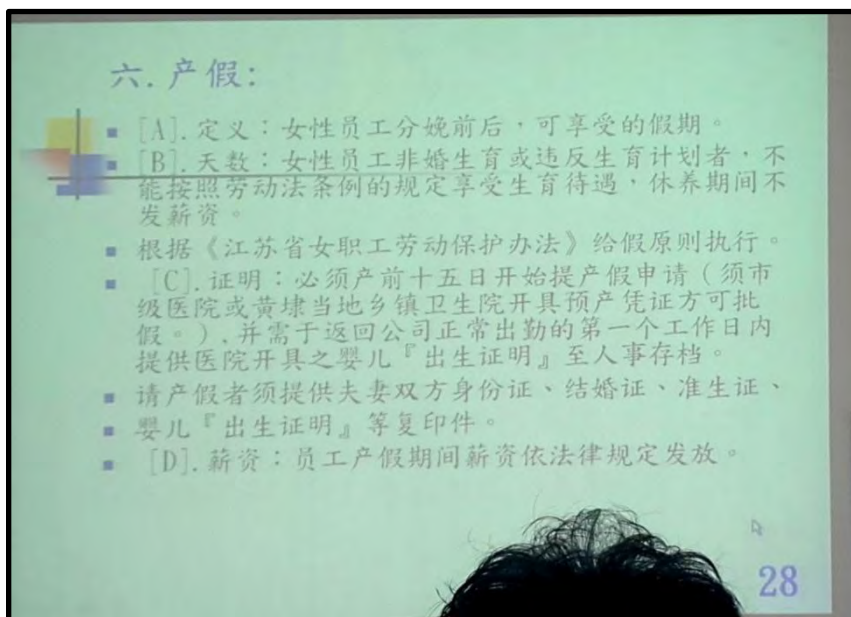 六.产假:
[A].定义：女性员工分娩前后，可享受的假期。
[B].天数：女性员工非婚生育或违反生育计划者，不
能按照劳动法条例的规定享受生育待遇，休养期间不
发薪资。
根据《江苏省女职工劳动保护办法》给假原则执行。
[C].证明：必须产前十五日开始提产假申请（须市
级医院或黄埭当地乡镇卫生院开具预产凭证方可批
假。）,并需于返回公司正常出勤的第一个工作日内
提供医院开具之婴儿『出生证明』至人事存档。
请产假者须提供夫妻双方身份证、结婚证、准生证、
婴儿『出生证明』等复印件。
[D].薪资：员工产假期间薪资依法律规定发放。
28